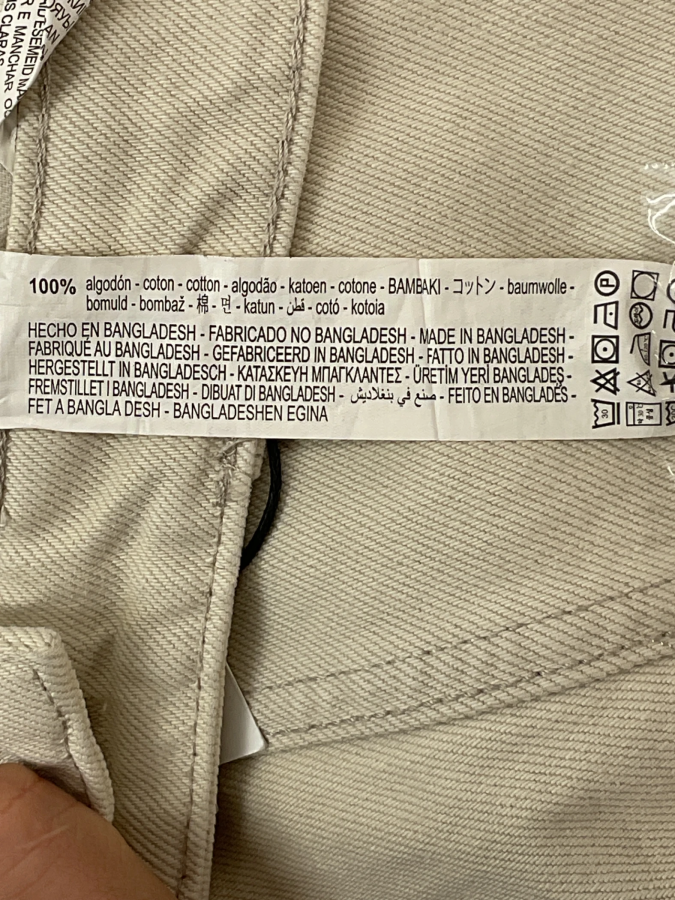 100% algodón - coton - cotton - algodão - katoen - cotone - BAMBAKI - コットン - baumwolle -
bomuld - bombaž - 棉 - 면 - katun - قطن - cotó - kotoia
HECHO EN BANGLADESH - FABRICADO NO BANGLADESH - MADE IN BANGLADESH -
FABRIQUÉ AU BANGLADESH - GEFABRICEERD IN BANGLADESH - FATTO IN BANGLADESH -
HERGESTELLT IN BANGLADESCH - ΚΑΤΑΣΚΕΥΗ ΜΠΑΓΚΛΑΝΤΕΣ - ÜRETİM YERİ BANGLADEŞ -
FREMSTILLET I BANGLADESH - DIBUAT DI BANGLADESH - صنع في بنغلاديش - FEITO EN BANGLADÉS -
FET A BANGLA DESH - BANGLADESHEN EGINA
P
30
E MANCHAR
CLARAS